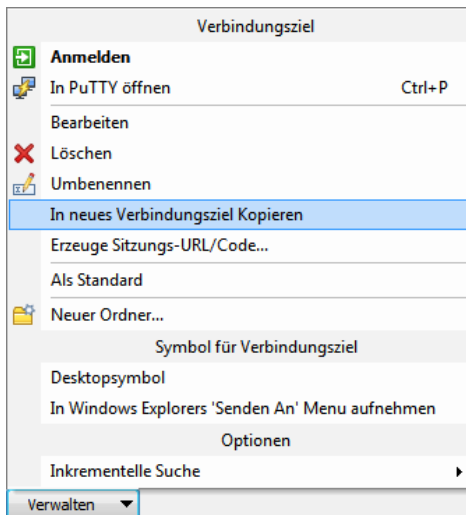 Verbindungsziel
Anmelden
In PuTTY öffnen Ctrl+P
Bearbeiten
Löschen
Umbenennen
In neues Verbindungsziel Kopieren
Erzeuge Sitzungs-URL/Code...
Als Standard
Neuer Ordner...
Symbol für Verbindungsziel
Desktopsymbol
In Windows Explorers 'Senden An' Menu aufnehmen
Optionen
Inkrementelle Suche
Verwalten